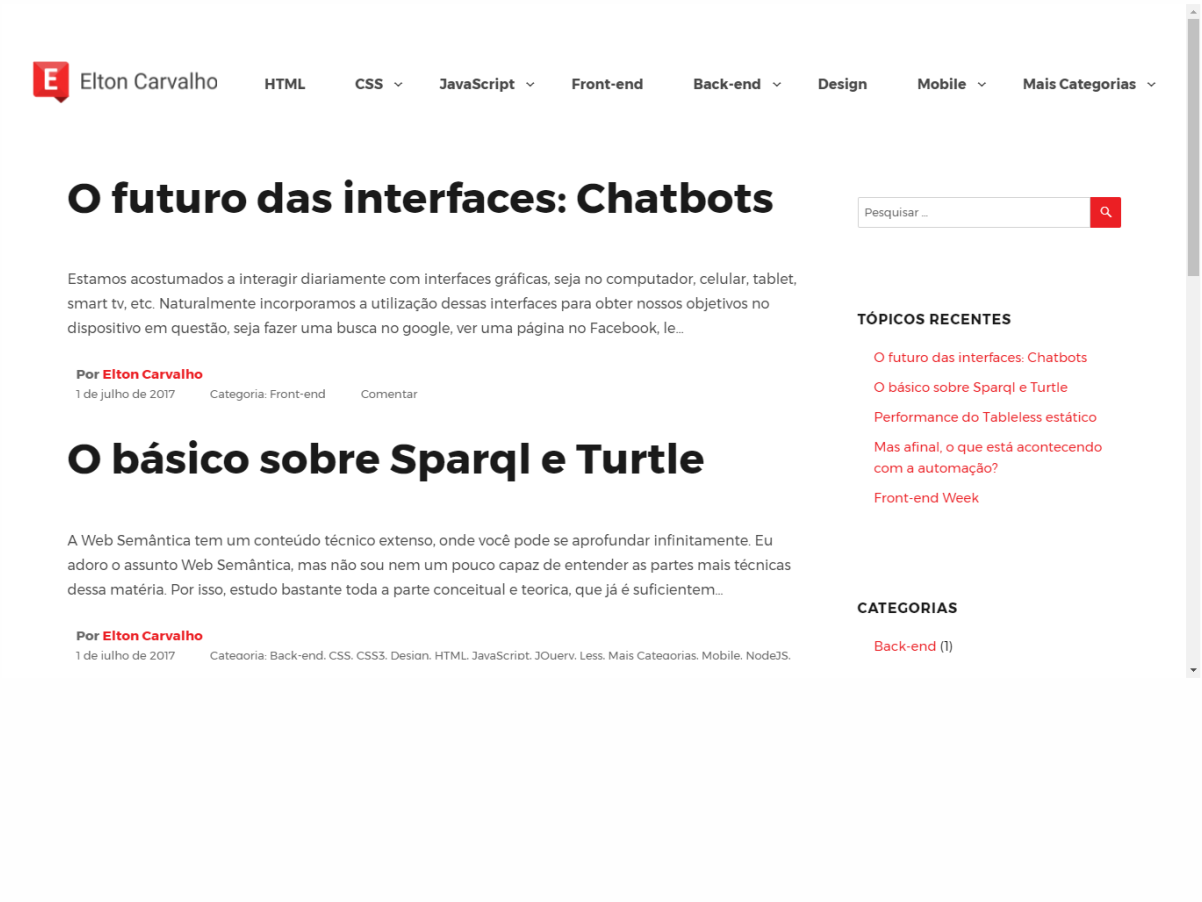 E Elton Carvalho HTML CSS JavaScript Front-end Back-end Design Mobile Mais Categorias
O futuro das interfaces: Chatbots
Estamos acostumados a interagir diariamente com interfaces gráficas, seja no computador, celular, tablet,
smart tv, etc. Naturalmente incorporamos a utilização dessas interfaces para obter nossos objetivos no
dispositivo em questão, seja fazer uma busca no google, ver uma página no Facebook, le...
Por Elton Carvalho
1 de julho de 2017 Categoria: Front-end Comentar
O básico sobre Sparql e Turtle
A Web Semântica tem um conteúdo técnico extenso, onde você pode se aprofundar infinitamente. Eu
adoro o assunto Web Semântica, mas não sou nem um pouco capaz de entender as partes mais técnicas
dessa matéria. Por isso, estudo bastante toda a parte conceitual e teorica, que já é suficientem...
Por Elton Carvalho
1 de julho de 2017 Categoria: Back-end, CSS, CSS3, Design, HTML, JavaScript, JQuery, Less, Mais Categorias, Mobile, NodeJS,
Pesquisar ...
TÓPICOS RECENTES
O futuro das interfaces: Chatbots
O básico sobre Sparql e Turtle
Performance do Tableless estático
Mas afinal, o que está acontecendo
com a automação?
Front-end Week
CATEGORIAS
Back-end (1)